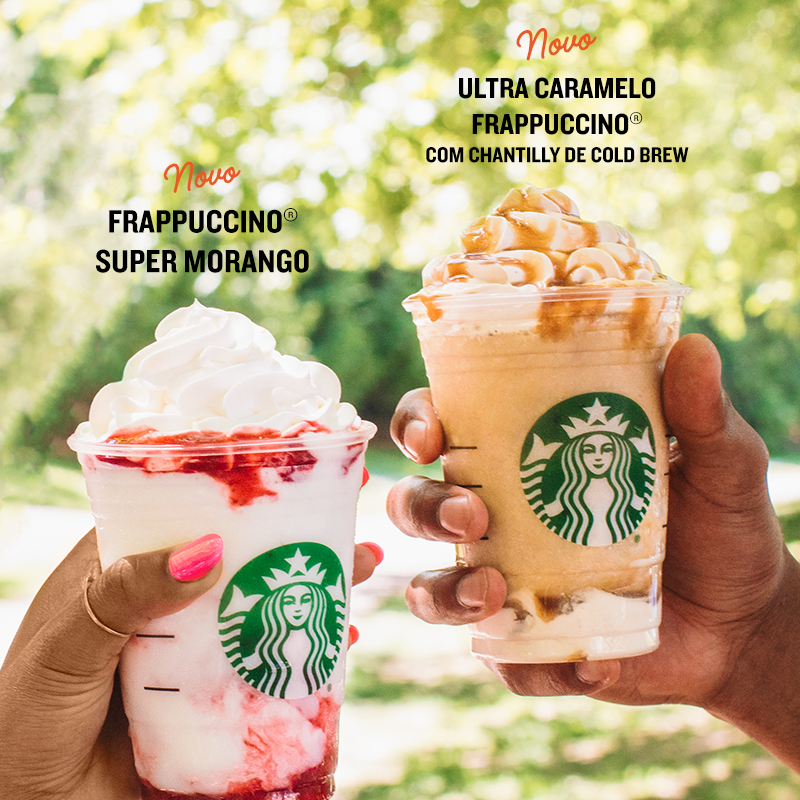 Novo
FRAPPUCCINO®
SUPER MORANGO
Novo
ULTRA CARAMELO
FRAPPUCCINO®
COM CHANTILLY DE COLD BREW